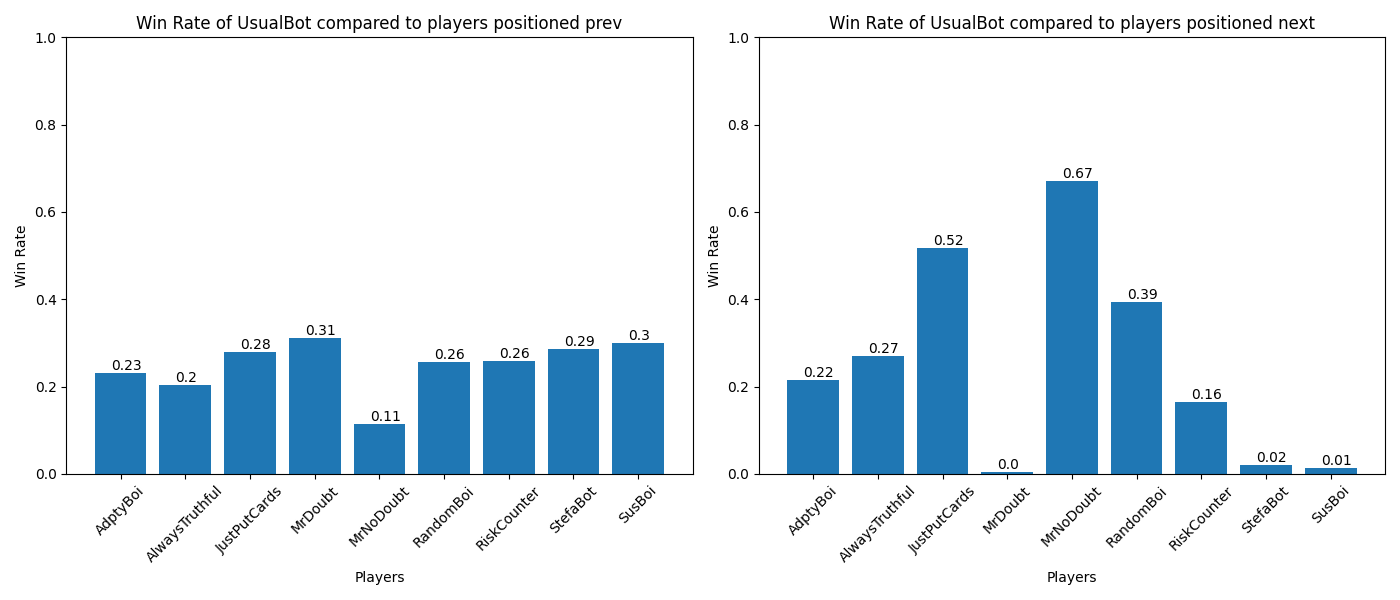 Win Rate of UsualBot compared to players positioned prev
1.0
0.8
0.6
0.4
0.2
0.0
Win Rate
0.23
0.2
0.28
0.31
0.11
0.26
0.26
0.29
0.3
AdptyBoi
AlwaysTruthful
JustPutCards
MrDoubt
MrNoDoubt
RandomBoi
RiskCounter
StefaBot
SusBoi
Players
Win Rate of UsualBot compared to players positioned next
1.0
0.8
0.6
0.4
0.2
0.0
Win Rate
0.22
0.27
0.52
0.0
0.67
0.39
0.16
0.02
0.01
AdptyBoi
AlwaysTruthful
JustPutCards
MrDoubt
MrNoDoubt
RandomBoi
RiskCounter
StefaBot
SusBoi
Players